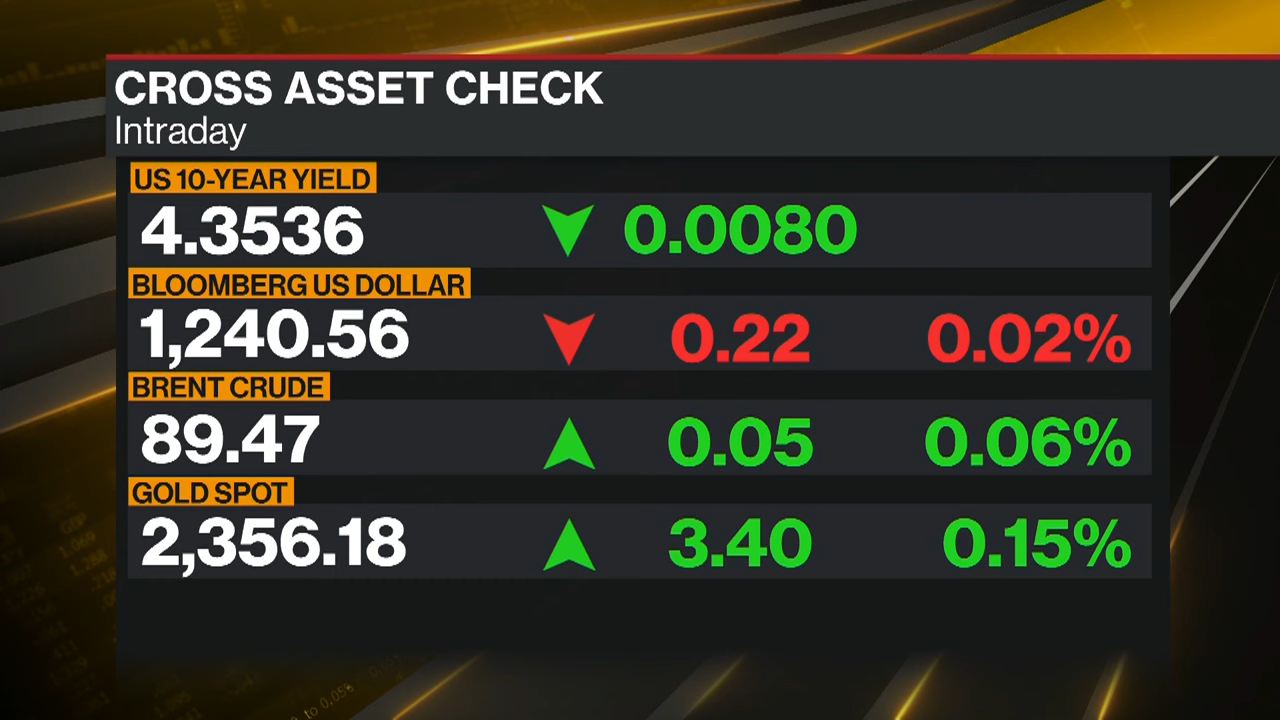 CROSS ASSET CHECK
Intraday
US 10-YEAR YIELD
4.3536 ▼ 0.0080
BLOOMBERG US DOLLAR
1,240.56 ▼ 0.22 0.02%
BRENT CRUDE
89.47 ▲ 0.05 0.06%
GOLD SPOT
2,356.18 ▲ 3.40 0.15%